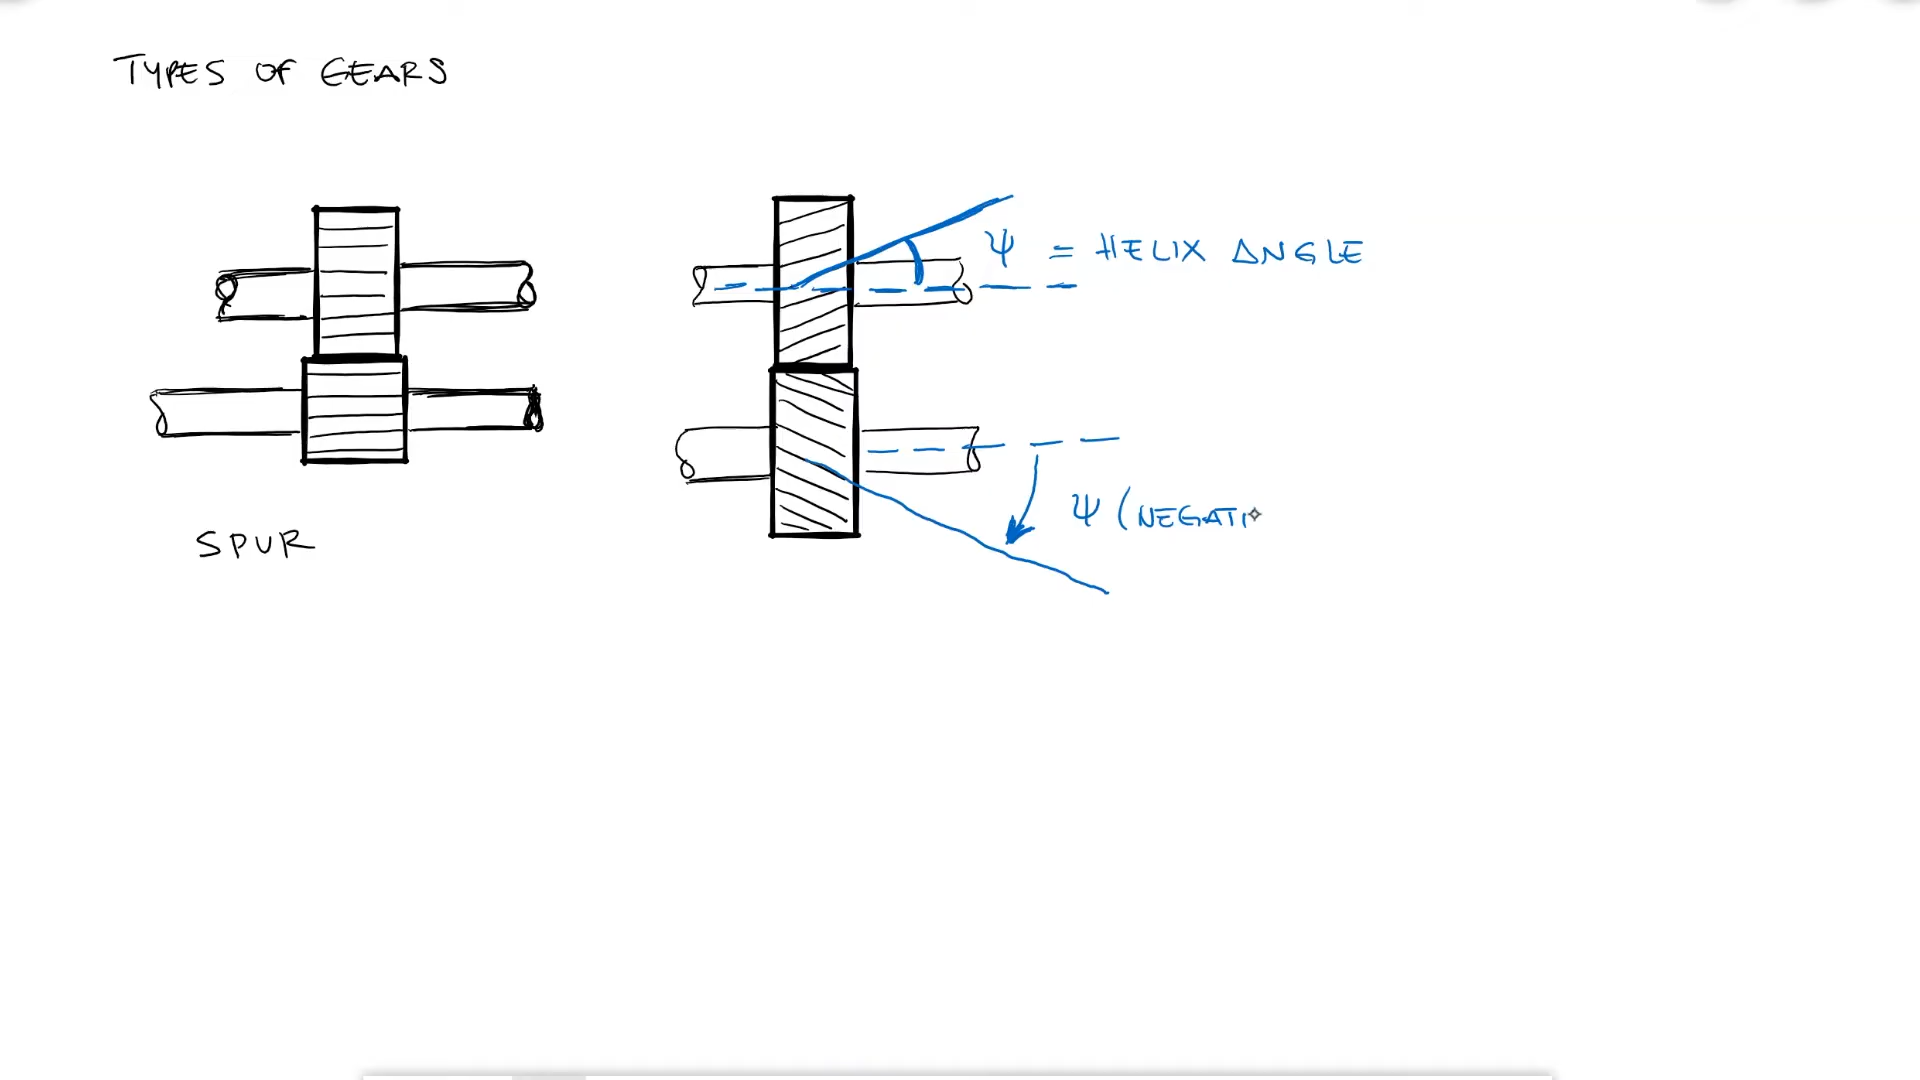 TYPES OF GEARS
Ψ = HELIX ANGLE
Ψ (NEGATI
SPUR